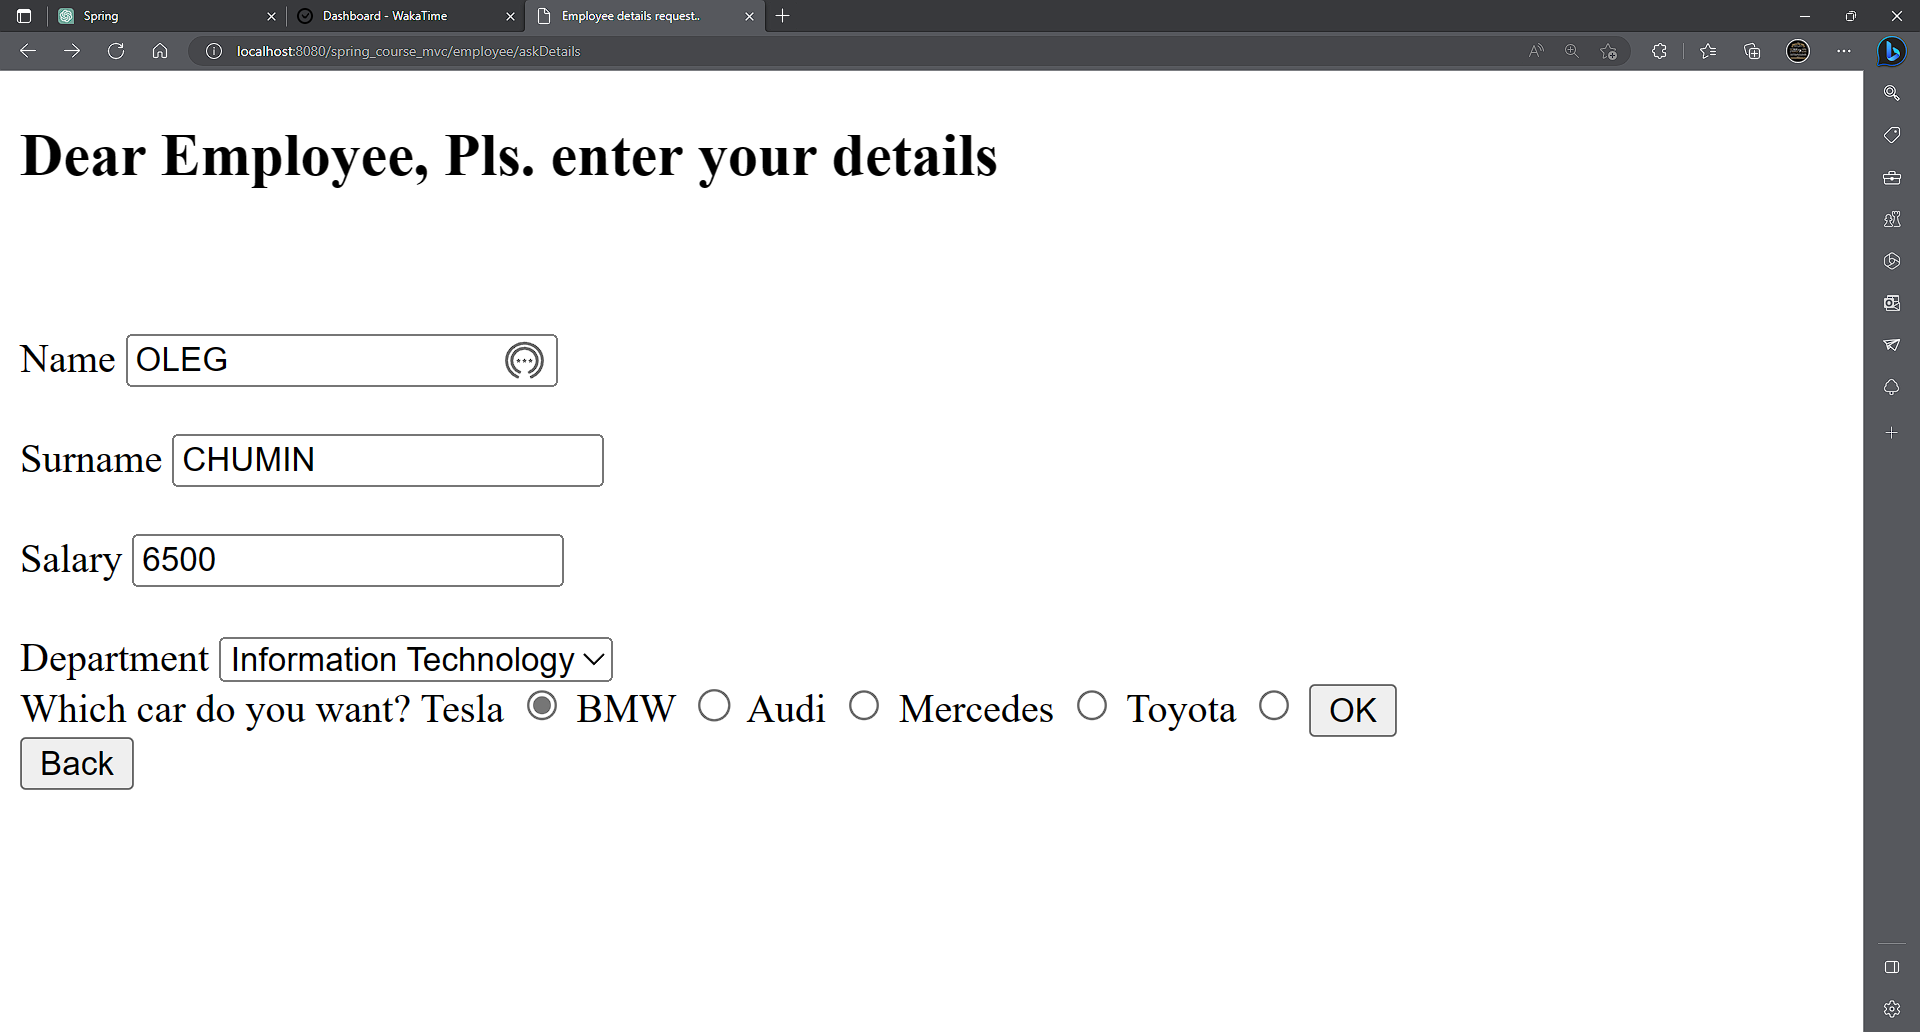 Spring
Dashboard - WakaTime
Employee details request..
localhost:8080/spring_course_mvc/employee/askDetails
Dear Employee, Pls. enter your details
Name OLEG
Surname CHUMIN
Salary 6500
Department Information Technology
Which car do you want? Tesla BMW Audi Mercedes Toyota OK
Back